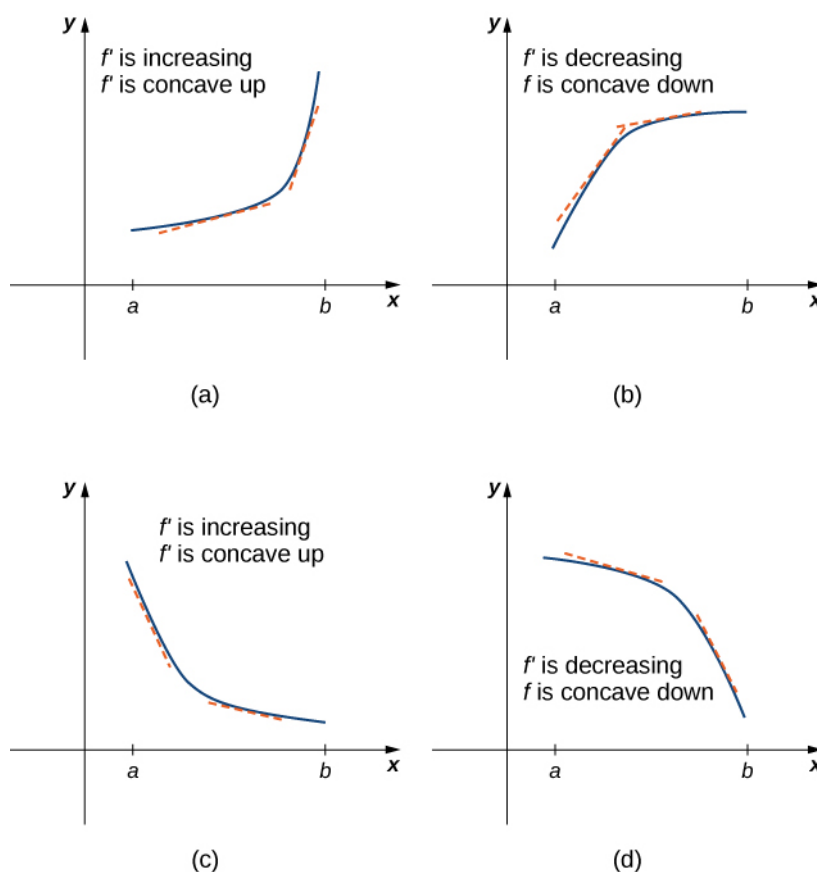 y
f' is increasing
f' is concave up
a
b
x
(a)
y
f' is decreasing
f is concave down
a
b
x
(b)
y
f' is increasing
f' is concave up
a
b
x
(c)
y
f' is decreasing
f is concave down
a
b
x
(d)